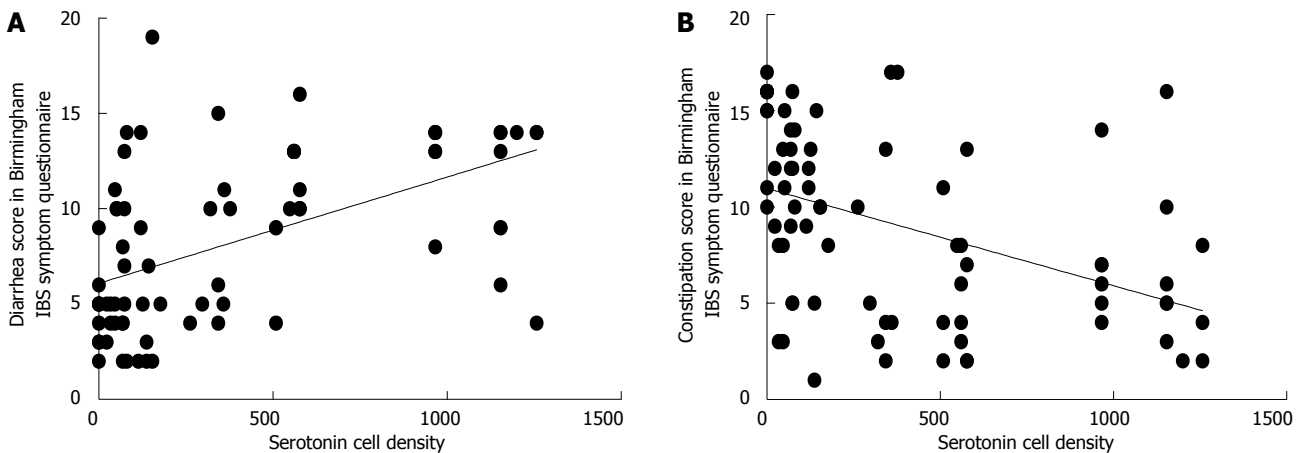 A
Diarrhea score in Birmingham
IBS symptom questionnaire
20
15
10
5
0
0 500 1000 1500
Serotonin cell density
B
Constipation score in Birmingham
IBS symptom questionnaire
20
15
10
5
0
0 500 1000 1500
Serotonin cell density